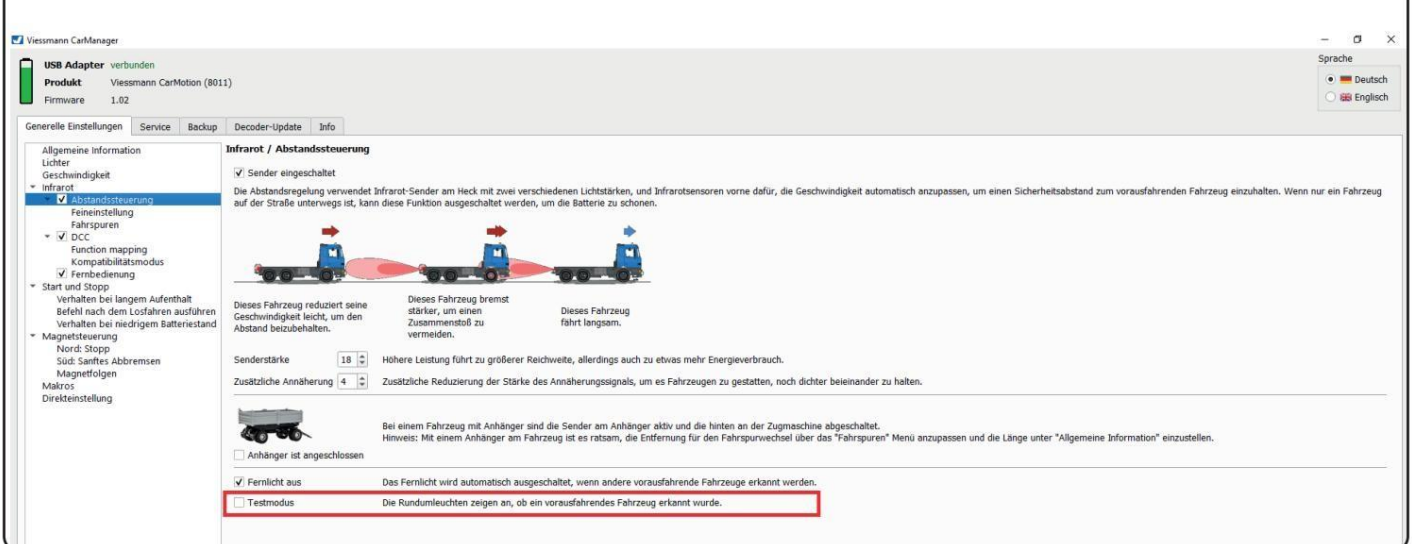 Viessmann CarManager
USB Adapter verbunden
Produkt Viessmann CarMotion (8011)
Firmware 1.02
Sprache
Deutsch
Englisch
Generelle Einstellungen Service Backup Decoder-Update Info
Allgemeine Information
Lichter
Geschwindigkeit
Infrarot
Abstandssteuerung
Feineinstellung
Fahrspuren
DCC
Function mapping
Kompatibilitätsmodus
Fernbedienung
Start und Stopp
Verhalten bei langem Aufenthalt
Befehl nach dem Losfahren ausführen
Verhalten bei niedrigem Batteriestand
Magnetsteuerung
Nord: Stopp
Süd: Sanftes Abbremsen
Magnetfolgen
Makros
Direkteinstellung
Infrarot / Abstandssteuerung
Sender eingeschaltet
Die Abstandsregelung verwendet Infrarot-Sender am Heck mit zwei verschiedenen Lichtstärken, und Infrarotsensoren vorne dafür, die Geschwindigkeit automatisch anzupassen, um einen Sicherheitsabstand zum vorausfahrenden Fahrzeug einzuhalten. Wenn nur ein Fahrzeug
auf der Straße unterwegs ist, kann diese Funktion ausgeschaltet werden, um die Batterie zu schonen.
Dieses Fahrzeug reduziert seine
Geschwindigkeit leicht, um den
Abstand beizubehalten.
Dieses Fahrzeug bremst
stärker, um einen
Zusammenstoß zu
vermeiden.
Dieses Fahrzeug
fährt langsam.
Senderstärke 18 Höhere Leistung führt zu größerer Reichweite, allerdings auch zu etwas mehr Energieverbrauch.
Zusätzliche Annäherung 4 Zusätzliche Reduzierung der Stärke des Annäherungssignals, um es Fahrzeugen zu gestatten, noch dichter beieinander zu halten.
Bei einem Fahrzeug mit Anhänger sind die Sender am Anhänger aktiv und die hinten an der Zugmaschine abgeschaltet.
Hinweis: Mit einem Anhänger am Fahrzeug ist es ratsam, die Entfernung für den Fahrspurwechsel über das "Fahrspuren" Menü anzupassen und die Länge unter "Allgemeine Information" einzustellen.
Anhänger ist angeschlossen
Fernlicht aus Das Fernlicht wird automatisch ausgeschaltet, wenn andere vorausfahrende Fahrzeuge erkannt werden.
Testmodus Die Rundumleuchten zeigen an, ob ein vorausfahrendes Fahrzeug erkannt wurde.